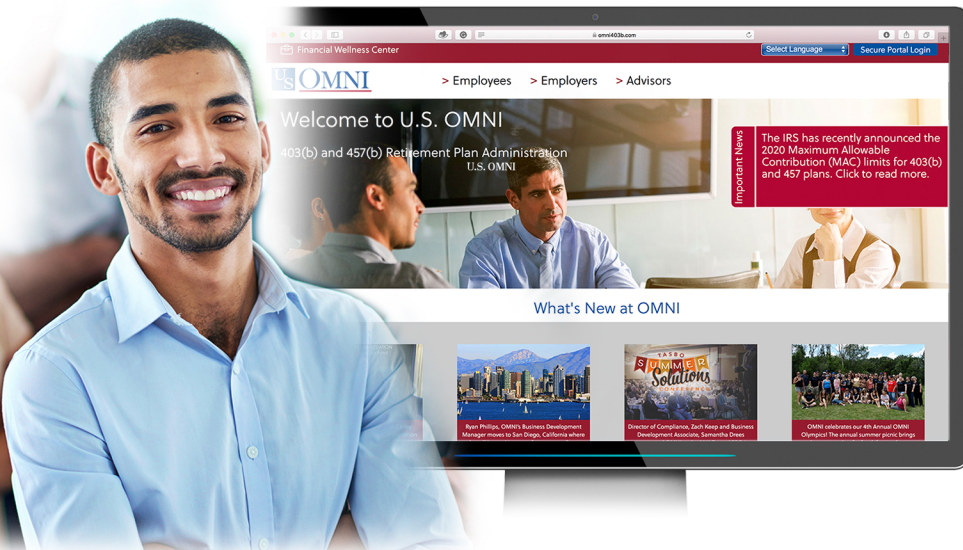 omni403b.com
Financial Wellness Center
Select Language
Secure Portal Login
US OMNI
> Employees > Employers > Advisors
Welcome to U.S. OMNI
403(b) and 457(b) Retirement Plan Administration
U.S. OMNI
Important News
The IRS has recently announced the
2020 Maximum Allowable
Contribution (MAC) limits for 403(b)
and 457 plans. Click to read more.
What's New at OMNI
Ryan Phillips, OMNI's Business Development
Manager moves to San Diego, California where
TASBO
SUMMER
Solutions
CONFERENCE
Director of Compliance, Zach Keep and Business
Development Associate, Samantha Drees
OMNI celebrates our 4th Annual OMNI
Olympics! The annual summer picnic brings